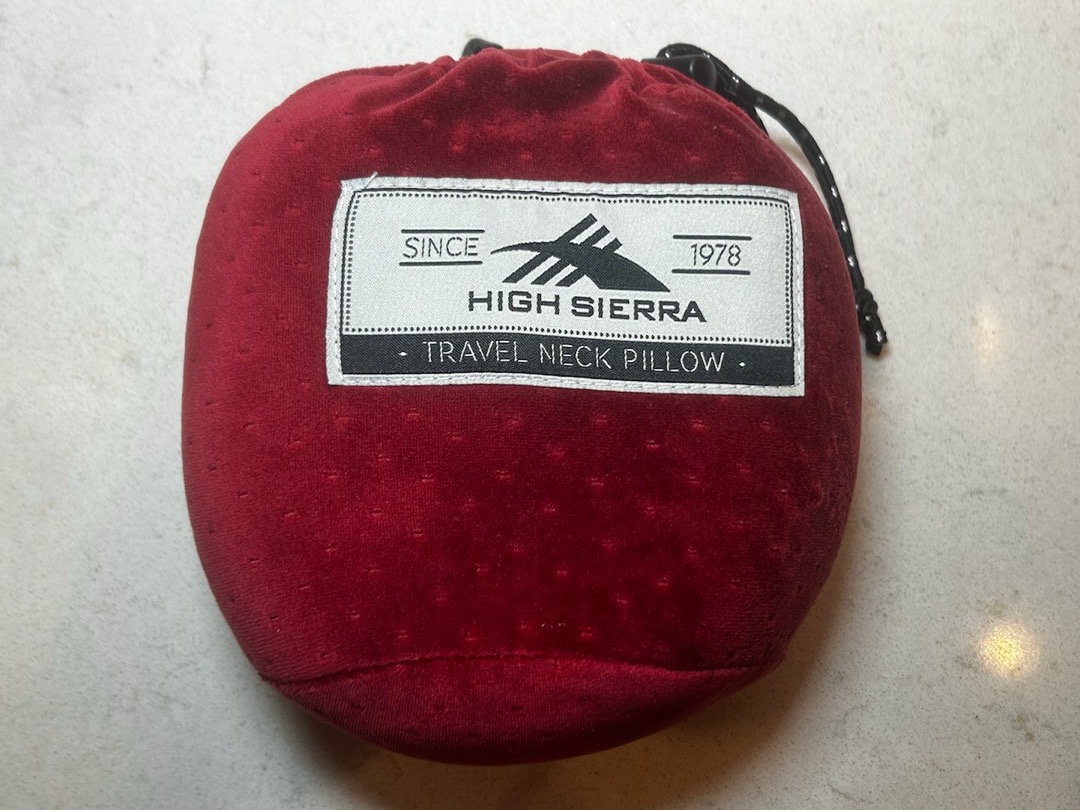 SINCE 1978
HIGH SIERRA
· TRAVEL NECK PILLOW ·